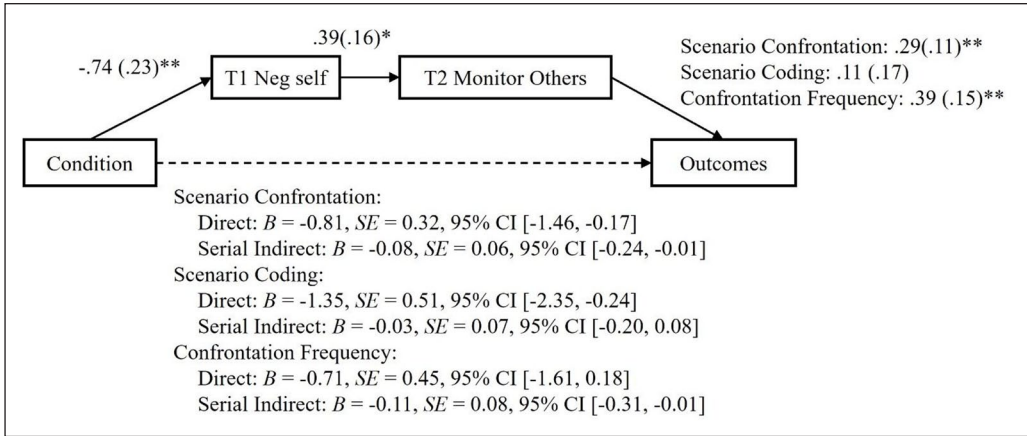 .39(.16)*
-.74 (.23)**
T1 Neg self
T2 Monitor Others
Scenario Confrontation: .29(.11)**
Scenario Coding: .11 (.17)
Confrontation Frequency: .39 (.15)**
Condition
Outcomes
Scenario Confrontation:
Direct: B = -0.81, SE = 0.32, 95% CI [-1.46, -0.17]
Serial Indirect: B = -0.08, SE = 0.06, 95% CI [-0.24, -0.01]
Scenario Coding:
Direct: B = -1.35, SE = 0.51, 95% CI [-2.35, -0.24]
Serial Indirect: B = -0.03, SE = 0.07, 95% CI [-0.20, 0.08]
Confrontation Frequency:
Direct: B = -0.71, SE = 0.45, 95% CI [-1.61, 0.18]
Serial Indirect: B = -0.11, SE = 0.08, 95% CI [-0.31, -0.01]